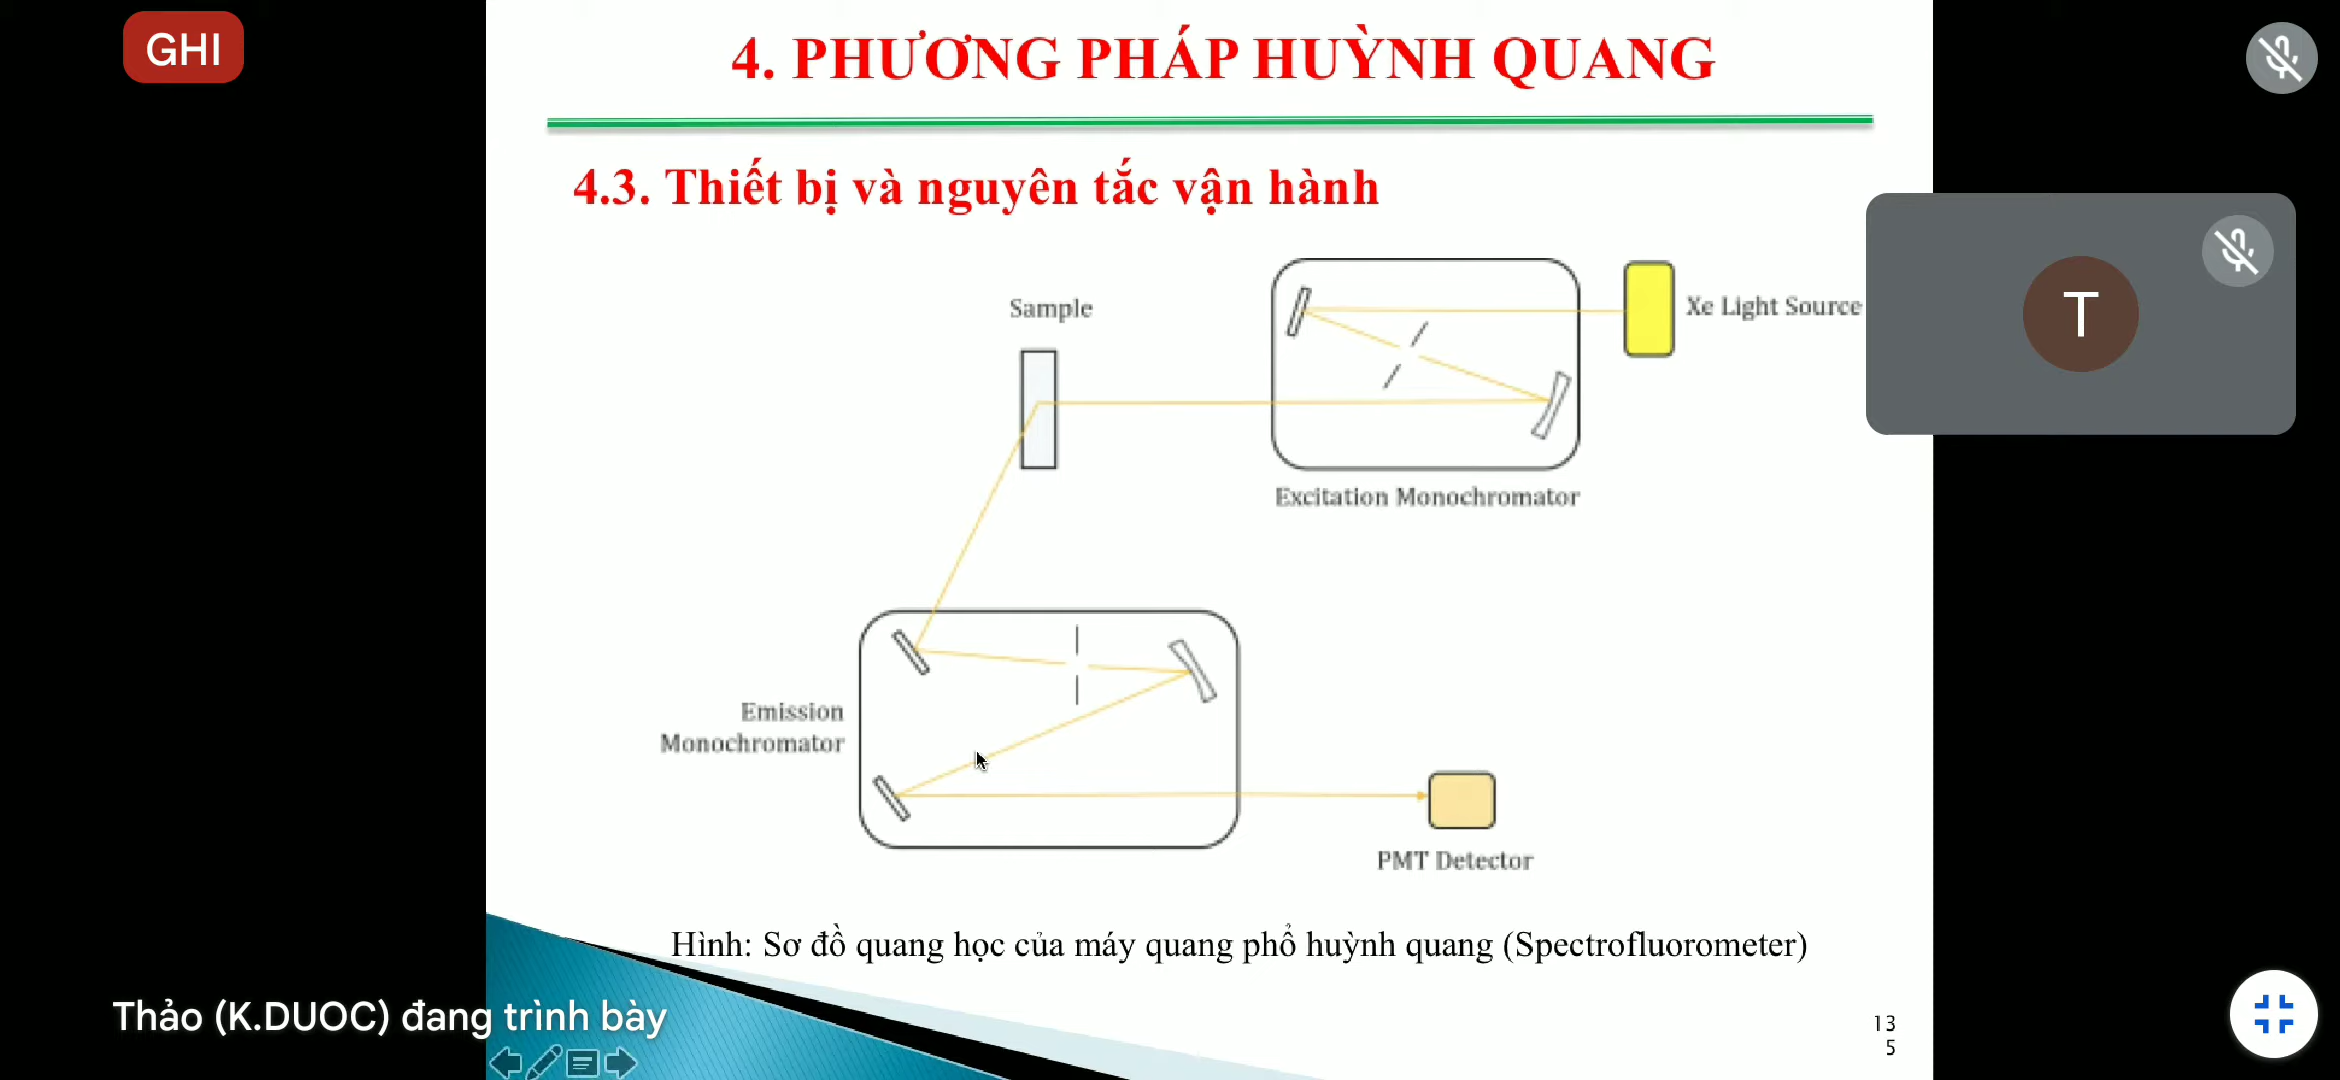 GHI
4. PHƯƠNG PHÁP HUỲNH QUANG
4.3. Thiết bị và nguyên tắc vận hành
Sample
Xe Light Source
T
Excitation Monochromator
Emission
Monochromator
PMT Detector
Hình: Sơ đồ quang học của máy quang phổ huỳnh quang (Spectrofluorometer)
Thảo (K.DUOC) đang trình bày
13
5